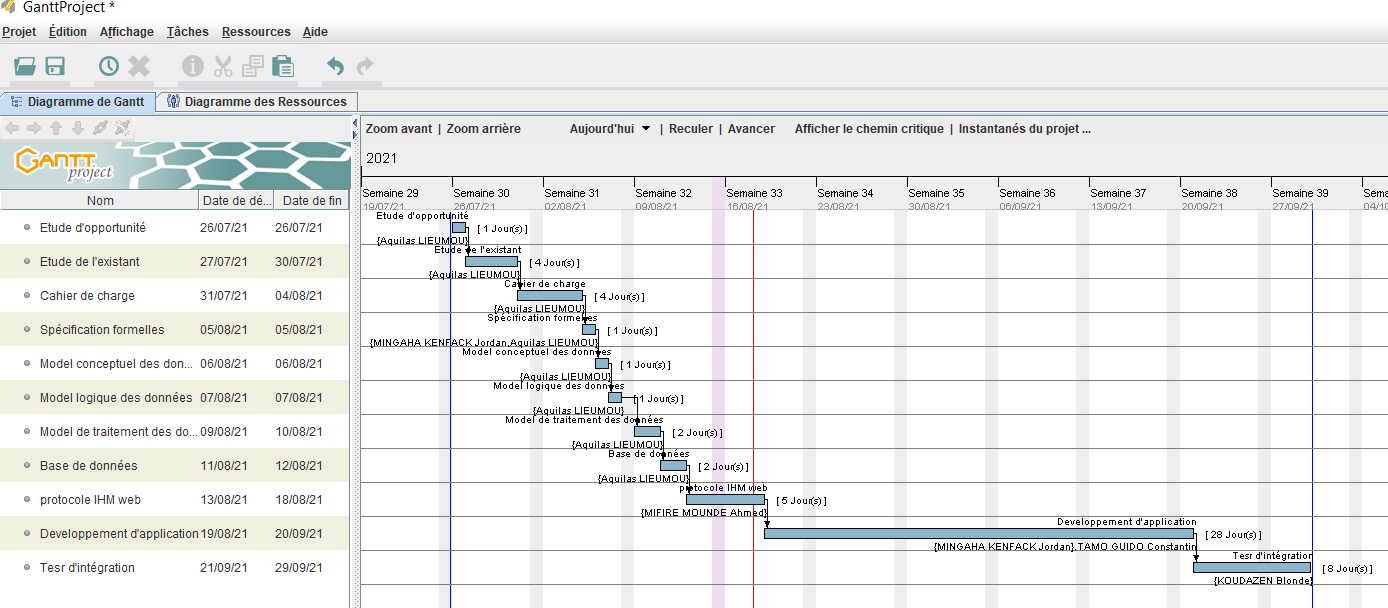 GanttProject *
Projet Édition Affichage Tâches Ressources Aide
Diagramme de Gantt Diagramme des Ressources
Zoom avant | Zoom arrière Aujourd'hui | Reculer | Avancer Afficher le chemin critique | Instantanés du projet ...
GANTT project
2021
Nom Date de dé... Date de fin
Semaine 29 Semaine 30 Semaine 31 Semaine 32 Semaine 33 Semaine 34 Semaine 35 Semaine 36 Semaine 37 Semaine 38 Semaine 39 Sema
19/07/21 26/07/21 02/08/21 09/08/21 16/08/21 23/08/21 30/08/21 06/09/21 13/09/21 20/09/21 27/09/21 04/10
Etude d'opportunité 26/07/21 26/07/21
Etude de l'existant 27/07/21 30/07/21
Cahier de charge 31/07/21 04/08/21
Spécification formelles 05/08/21 05/08/21
Model conceptuel des don... 06/08/21 06/08/21
Model logique des données 07/08/21 07/08/21
Model de traitement des do... 09/08/21 10/08/21
Base de données 11/08/21 12/08/21
protocole IHM web 13/08/21 18/08/21
Developpement d'application 19/08/21 20/09/21
Tesr d'intégration 21/09/21 29/09/21
Etude d'opportunité
[ 1 Jour(s) ]
{Aquilas LIEUMOU}
Etude de l'existant
[ 4 Jour(s) ]
{Aquilas LIEUMOU}
Cahier de charge
[ 4 Jour(s) ]
{Aquilas LIEUMOU}
Spécification formelles
[ 1 Jour(s) ]
{MINGAHA KENFACK Jordan,Aquilas LIEUMOU}
Model conceptuel des données
[ 1 Jour(s) ]
{Aquilas LIEUMOU}
Model logique des données
[ 1 Jour(s) ]
{Aquilas LIEUMOU}
Model de traitement des données
[ 2 Jour(s) ]
{Aquilas LIEUMOU}
Base de données
[ 2 Jour(s) ]
{Aquilas LIEUMOU}
protocole IHM web
[ 5 Jour(s) ]
{MIFIRE MOUNDE Ahmed}
Developpement d'application
[ 28 Jour(s) ]
{MINGAHA KENFACK Jordan},TAMO GUIDO Constantin
Tesr d'intégration
[ 8 Jour(s) ]
{KOUDAZEN Blonde}